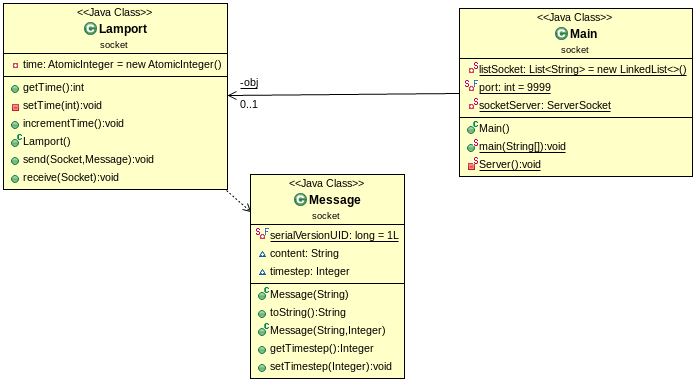 <<Java Class>>
Lamport
socket
time: AtomicInteger = new AtomicInteger()
getTime():int
setTime(int):void
incrementTime():void
Lamport()
send(Socket,Message):void
receive(Socket):void
-obj
0..1
<<Java Class>>
Main
socket
listSocket: List<String> = new LinkedList<>()
port: int = 9999
socketServer: ServerSocket
Main()
main(String[]):void
Server():void
<<Java Class>>
Message
socket
serialVersionUID: long = 1L
content: String
timestep: Integer
Message(String)
toString():String
Message(String,Integer)
getTimestep():Integer
setTimestep(Integer):void